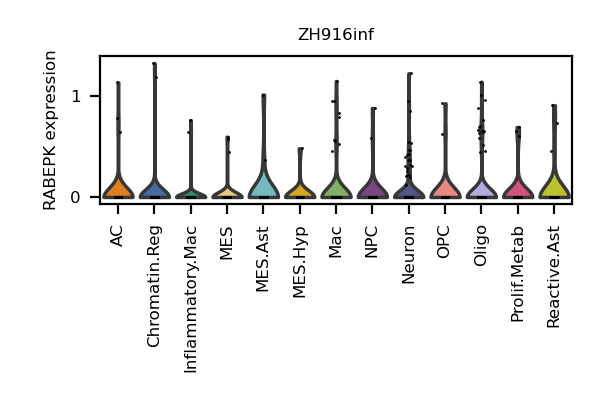 ZH916inf
RABEPK expression
1
0
AC
Chromatin.Reg
Inflammatory.Mac
MES
MES.Ast
MES.Hyp
Mac
NPC
Neuron
OPC
Oligo
Prolif.Metab
Reactive.Ast